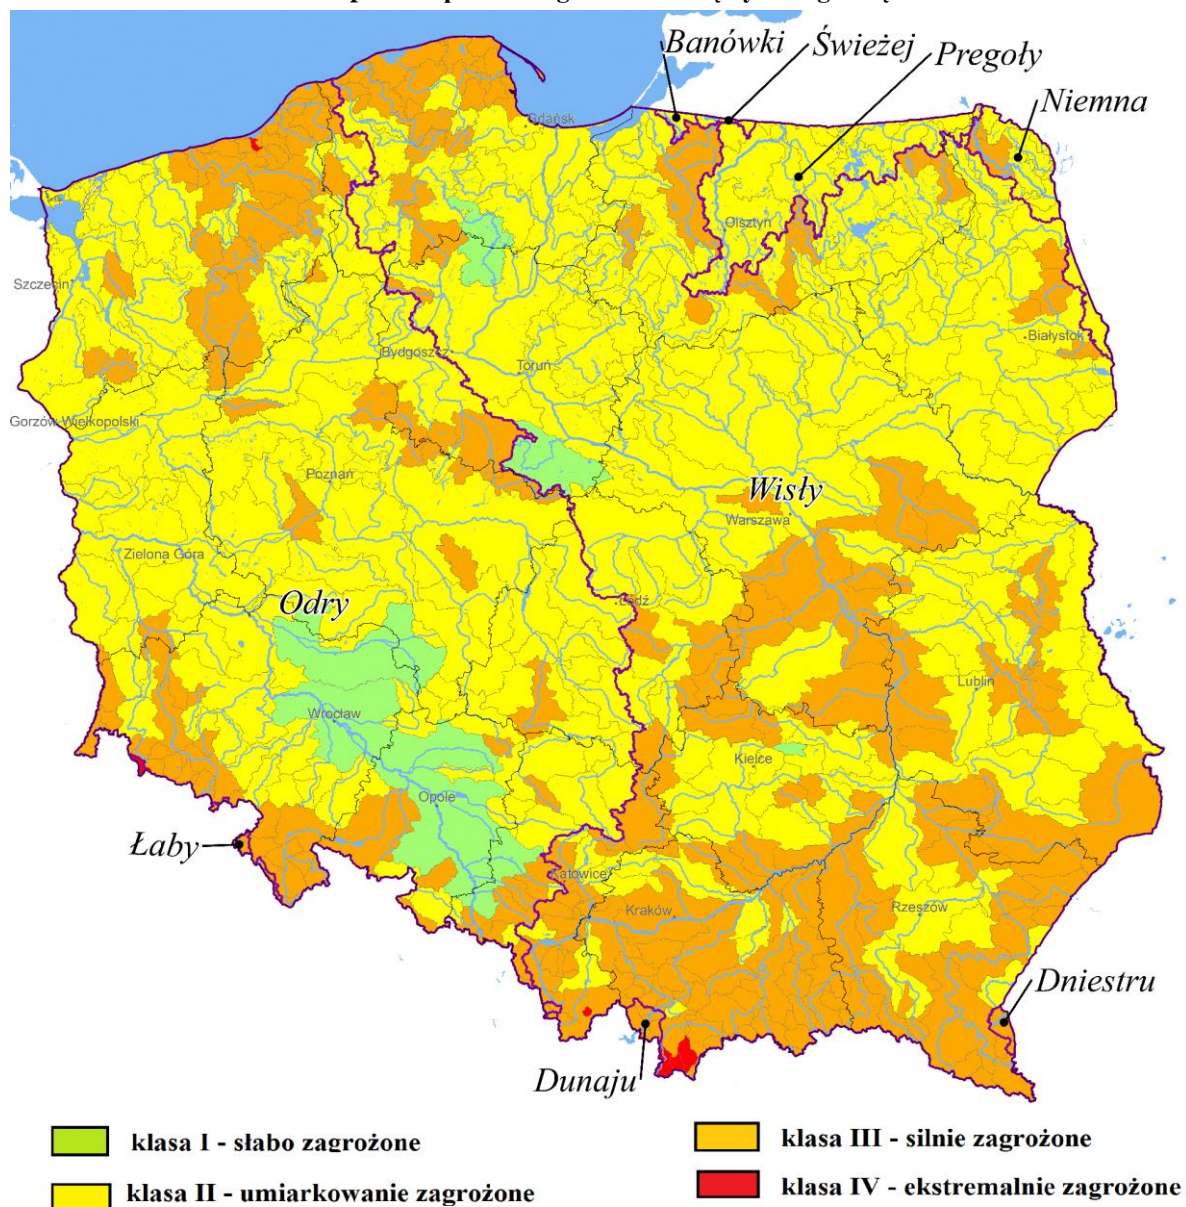 Banówki
Świeżej
Pregoły
Niemna
Gdańsk
Olsztyn
Szczecin
Białystok
Bydgoszcz
Toruń
Gorzów Wielkopolski
Poznań
Wisły
Warszawa
Zielona Góra
Odry
Łódź
Lublin
Wrocław
Kielce
Opole
Łaby
Katowice
Kraków
Rzeszów
Dniestru
Dunaju
klasa I - słabo zagrożone
klasa III - silnie zagrożone
klasa II - umiarkowanie zagrożone
klasa IV - ekstremalnie zagrożone